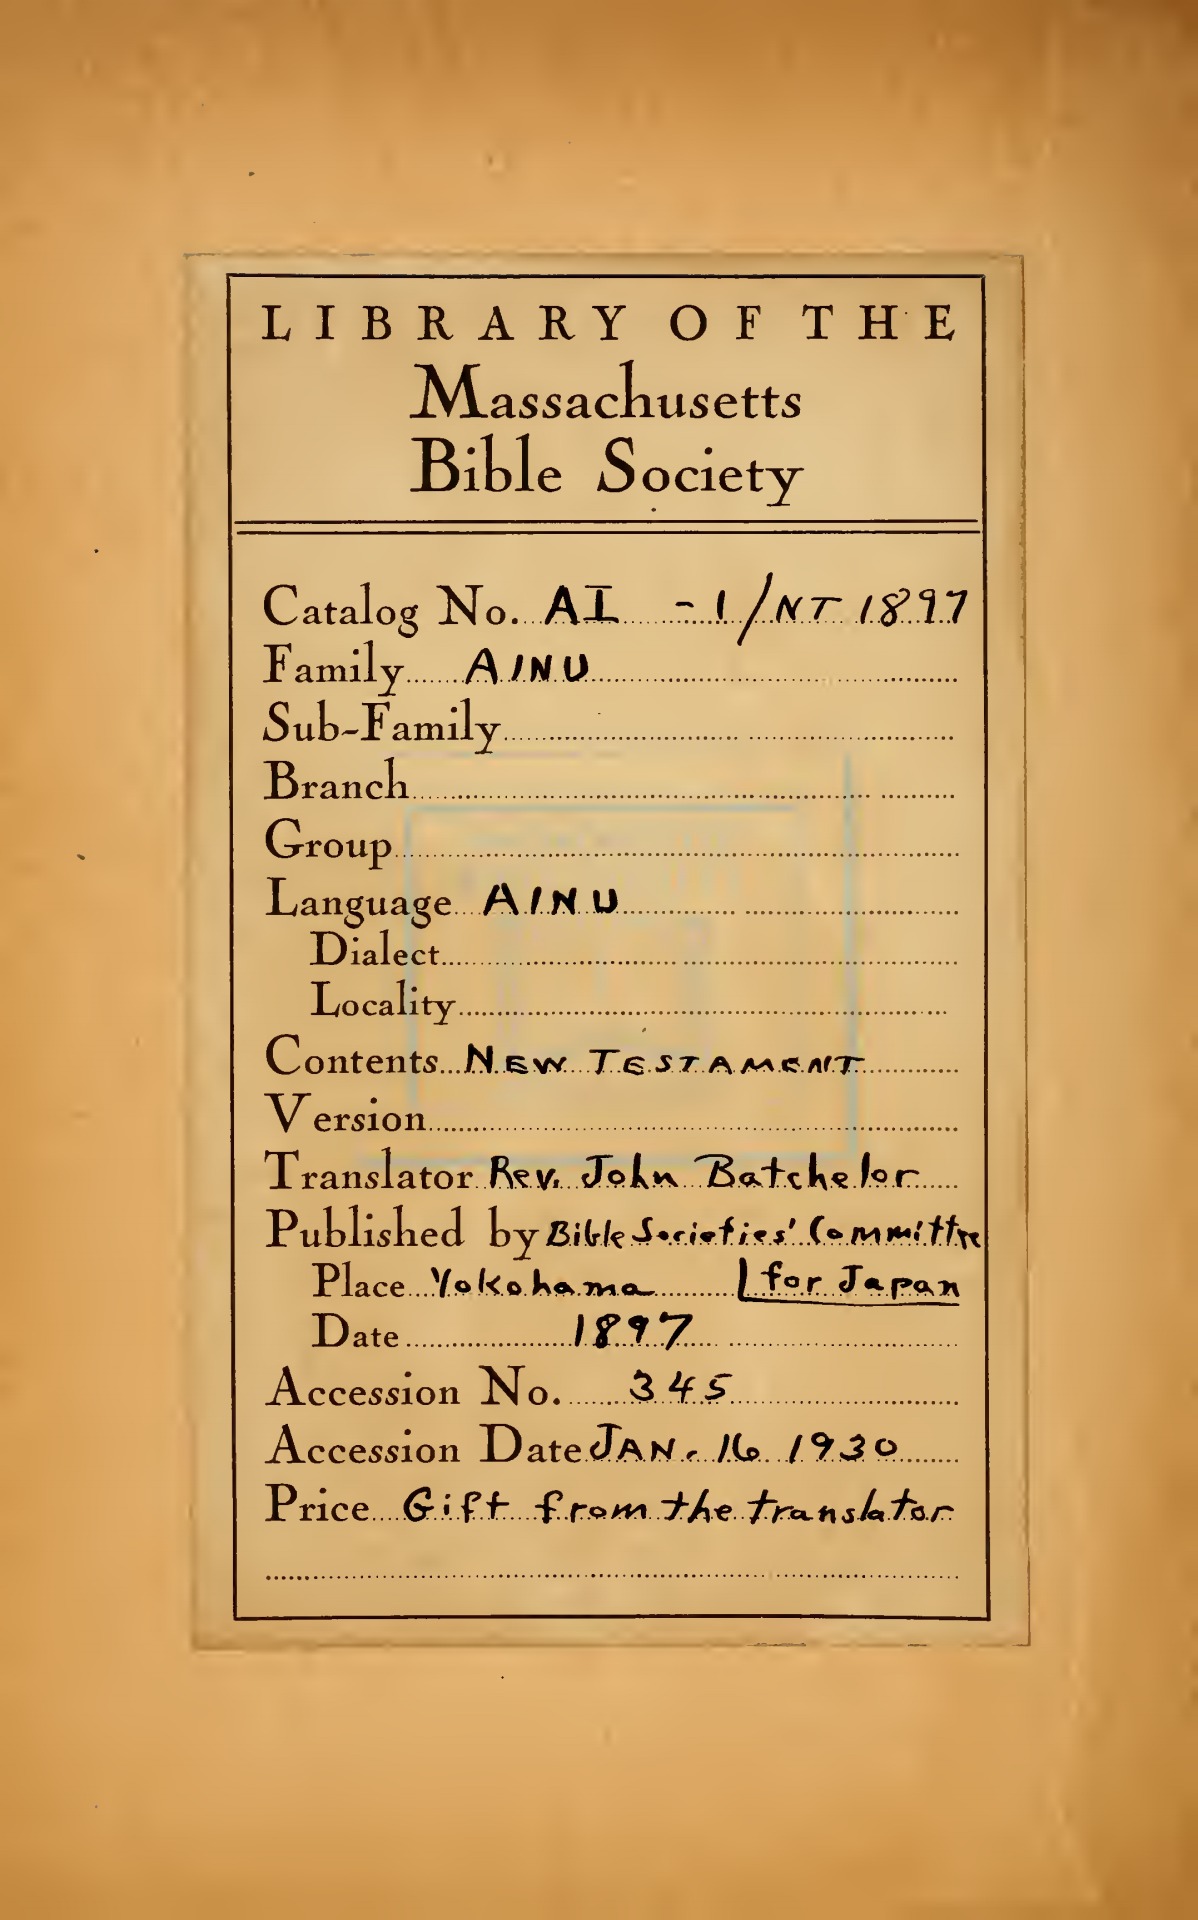 LIBRARY OF THE
Massachusetts
Bible Society
Catalog No. AI -1/NT 1897
Family AINU
Sub-Family
Branch
Group
Language AINU
Dialect
Locality
Contents NEW TESTAMENT
Version
Translator Rev. John Batchelor
Published by Bible Societies' Committee
Place Yokohama for Japan
Date 1897
Accession No. 345
Accession Date JAN. 16 1930
Price Gift from the translator